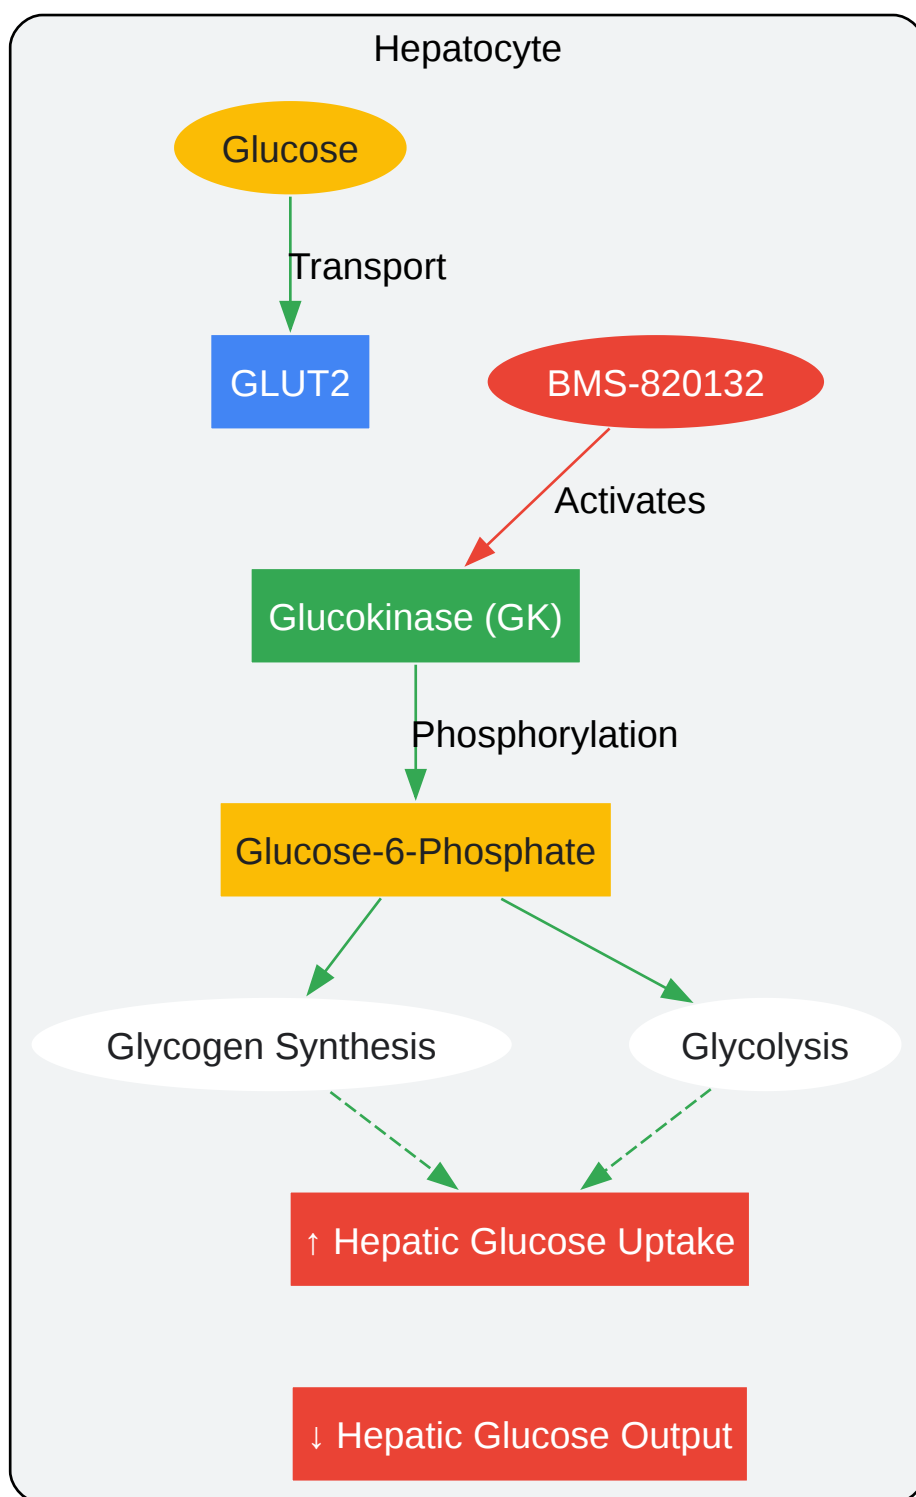 Hepatocyte
Glucose
Transport
GLUT2
BMS-820132
Activates
Glucokinase (GK)
Phosphorylation
Glucose-6-Phosphate
Glycogen Synthesis
Glycolysis
↑ Hepatic Glucose Uptake
↓ Hepatic Glucose Output